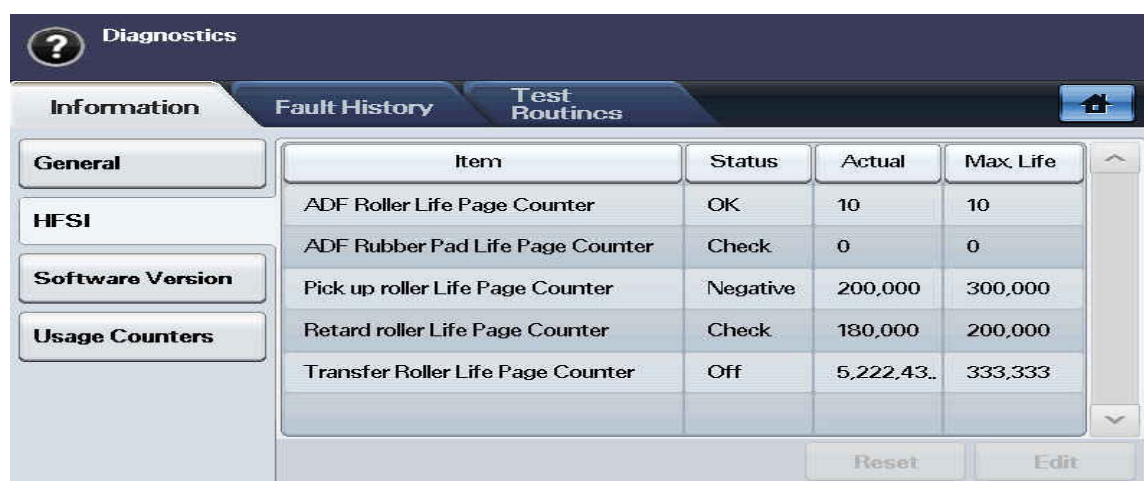 Diagnostics
Information
Fault History
Test
Routines
General
HFSI
Software Version
Usage Counters
Item Status Actual Max. Life
ADF Roller Life Page Counter OK 10 10
ADF Rubber Pad Life Page Counter Check 0 0
Pick up roller Life Page Counter Negative 200,000 300,000
Retard roller Life Page Counter Check 180,000 200,000
Transfer Roller Life Page Counter Off 5,222,43.. 333,333
Reset Edit